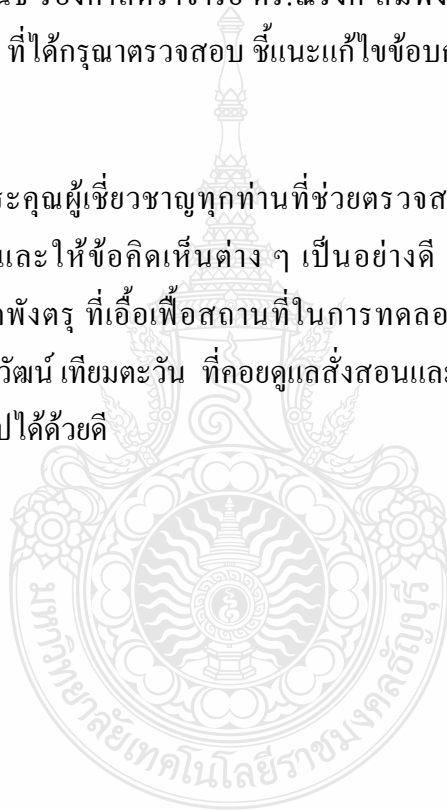 ที่ได้กรุณาตรวจสอบ ชี้แนะแก้ไขข้อบก
ระคุณผู้เชี่ยวชาญทุกท่านที่ช่วยตรวจส
และให้ข้อคิดเห็นต่าง ๆ เป็นอย่างดี
พังตรุ ที่เอื้อเฟื้อสถานที่ในการทดลอ
วัฒน์ เทียมตะวัน ที่คอยดูแลสั่งสอนและ
ปได้ด้วยดี
มหาวิทยาลัยเทคโนโลยีราชมงคลธัญบุรี